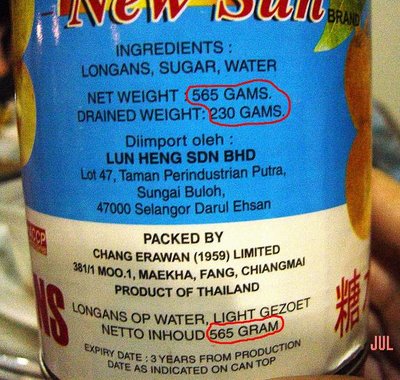 New Sun
BRAND
INGREDIENTS :
LONGANS, SUGAR, WATER
NET WEIGHT : 565 GAMS.
DRAINED WEIGHT: 230 GAMS.
Diimport oleh :
LUN HENG SDN BHD
Lot 47, Taman Perindustrian Putra,
Sungai Buloh,
47000 Selangor Darul Ehsan
PACKED BY
CHANG ERAWAN (1959) LIMITED
381/1 MOO.1, MAEKHA, FANG, CHIANGMAI
PRODUCT OF THAILAND
LONGANS OP WATER, LIGHT GEZOET
NETTO INHOUD 565 GRAM
EXPIRY DATE : 3 YEARS FROM PRODUCTION
DATE AS INDICATED ON CAN TOP
NS
糖
JUL